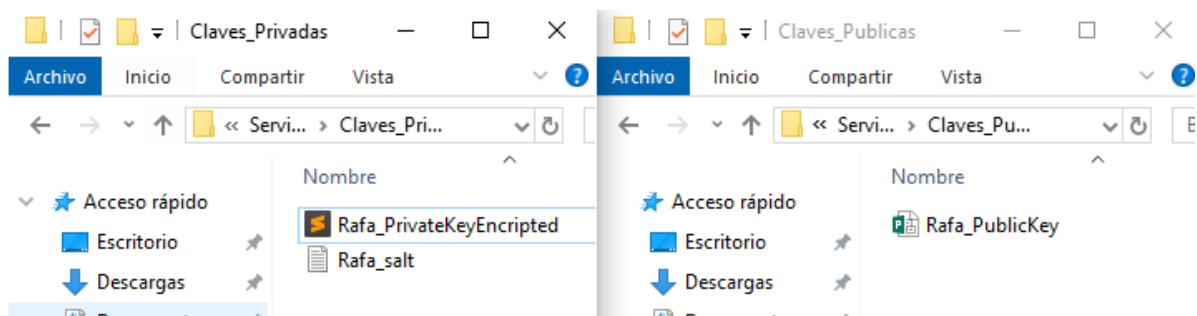 Claves_Privadas
Archivo Inicio Compartir Vista
« Servi... > Claves_Pri...
Nombre
Acceso rápido
Rafa_PrivateKeyEncripted
Escritorio
Rafa_salt
Descargas
Claves_Publicas
Archivo Inicio Compartir Vista
« Servi... > Claves_Pu...
Nombre
Acceso rápido
Rafa_PublicKey
Escritorio
Descargas